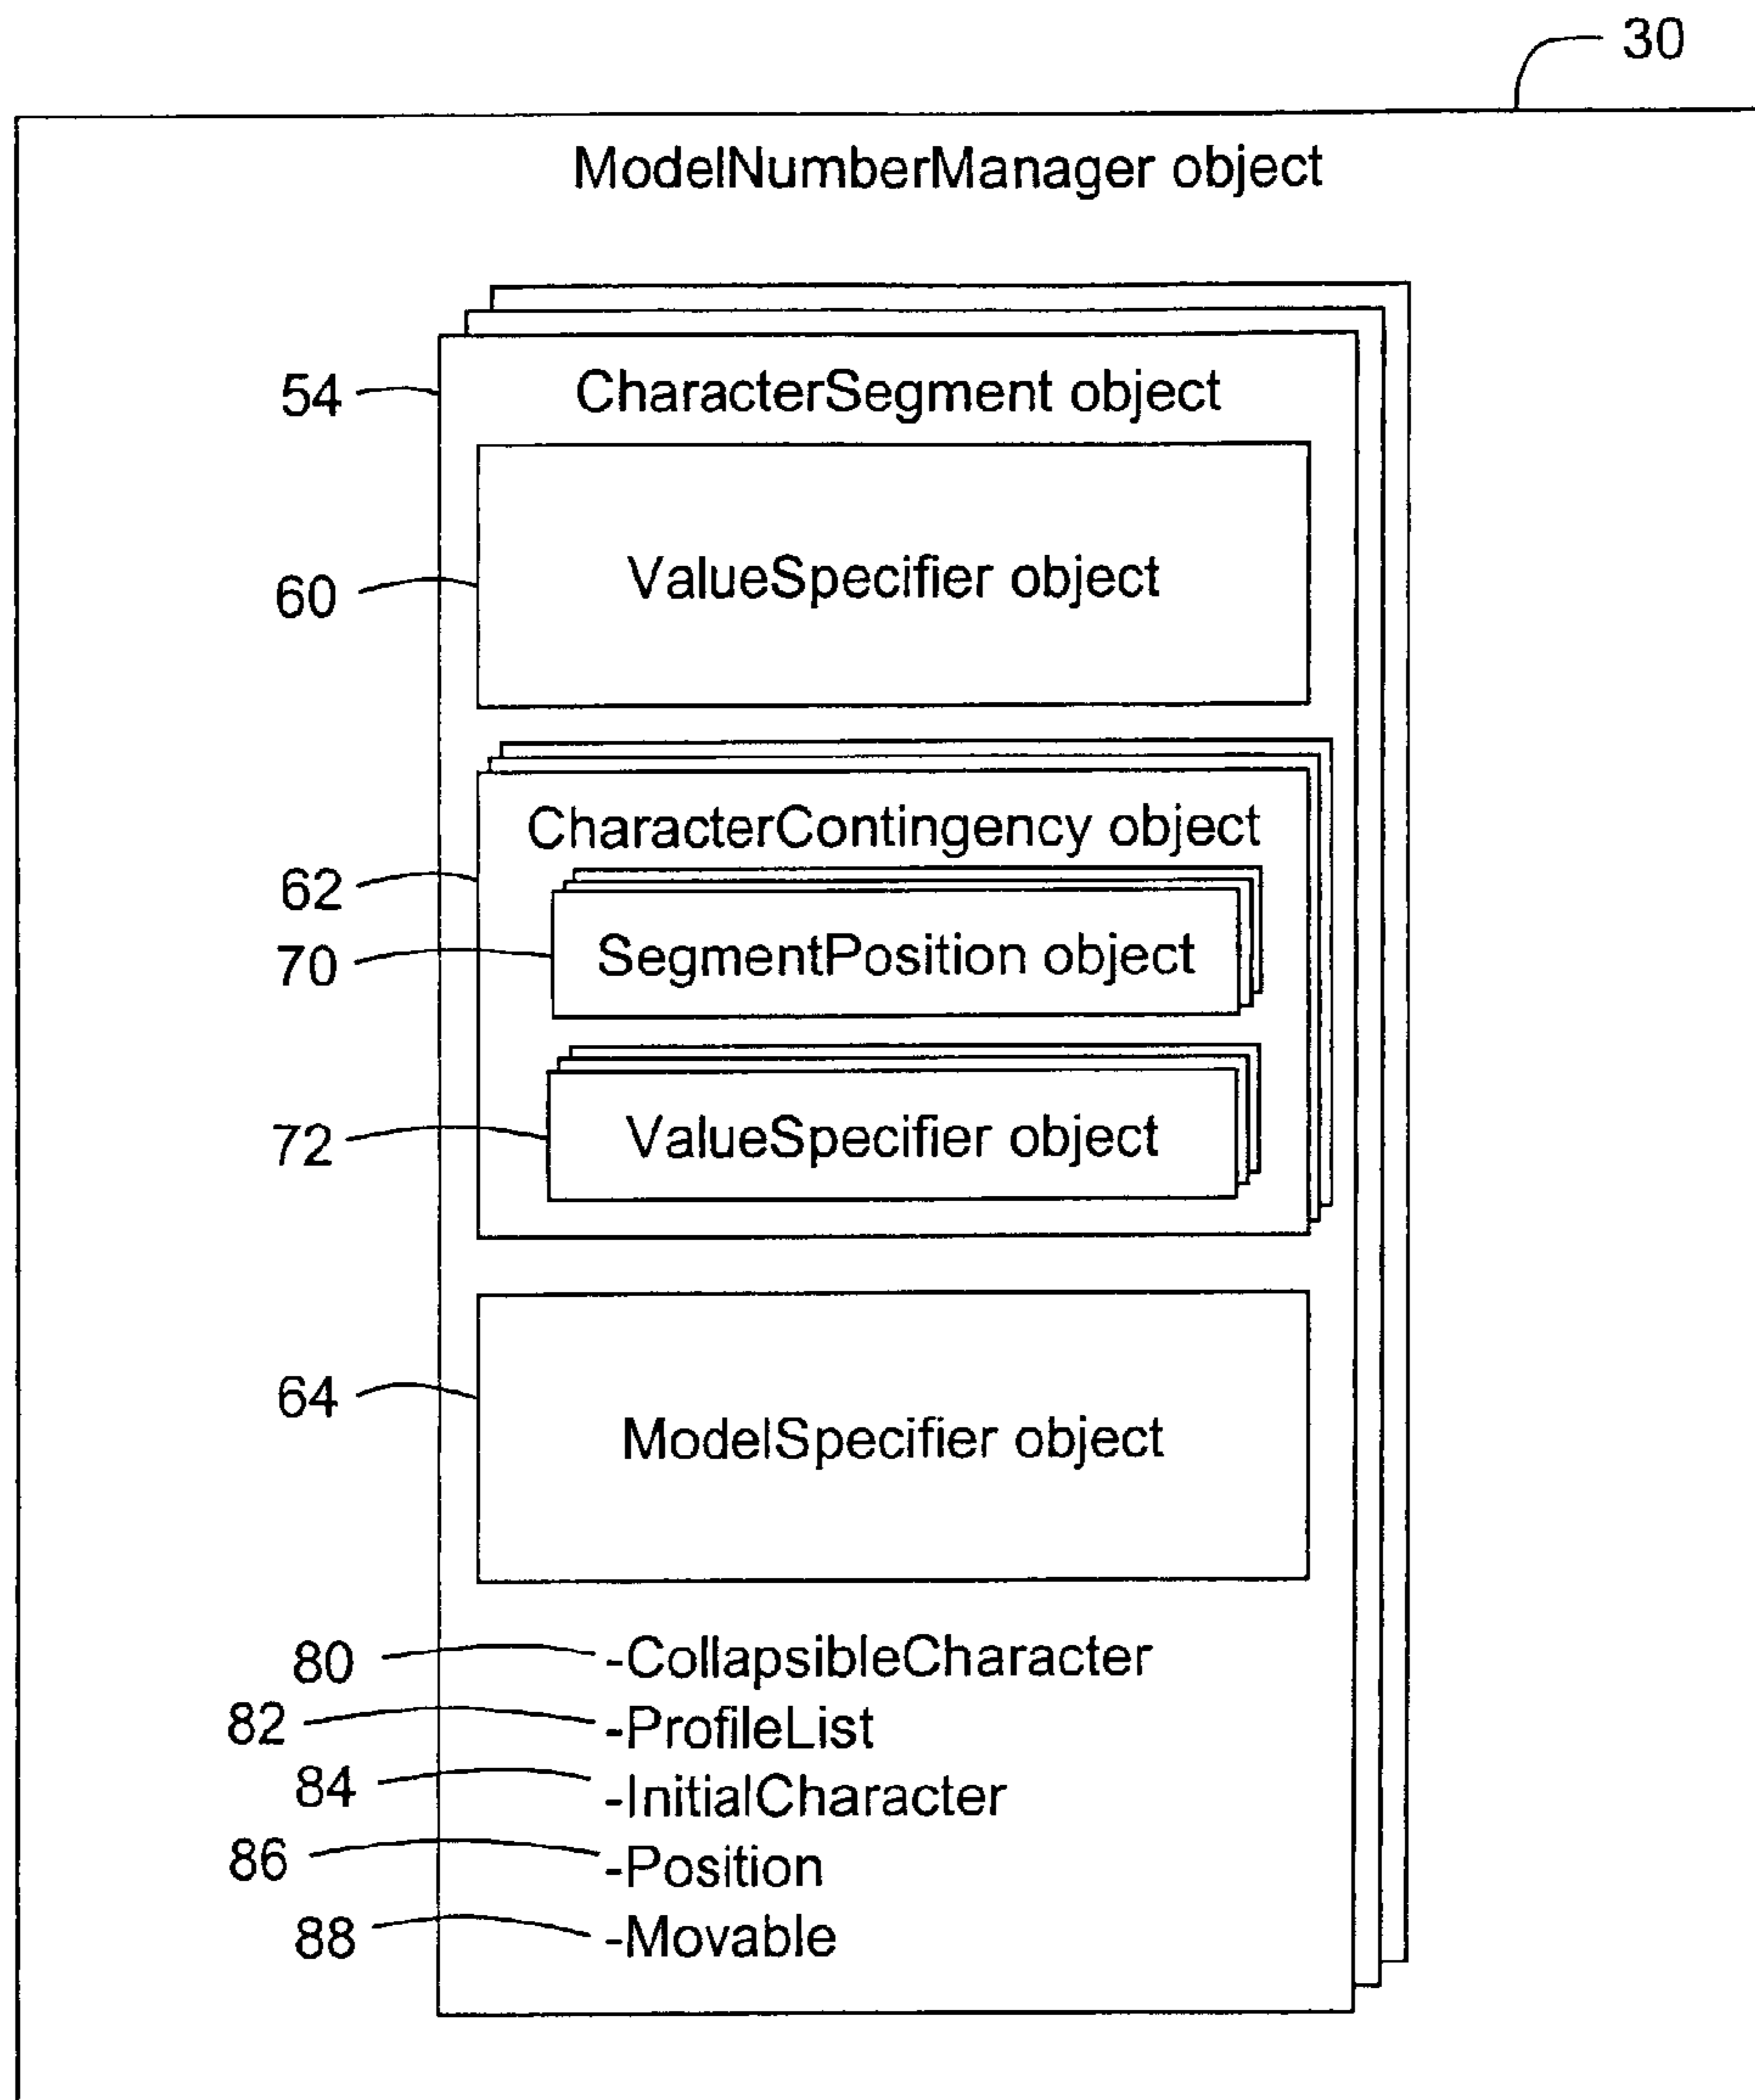 30
ModelNumberManager object
54 CharacterSegment object
60 ValueSpecifier object
CharacterContingency object
62
70 SegmentPosition object
72 ValueSpecifier object
64
ModelSpecifier object
80 -CollapsibleCharacter
82 -ProfileList
84 -InitialCharacter
86 -Position
88 -Movable